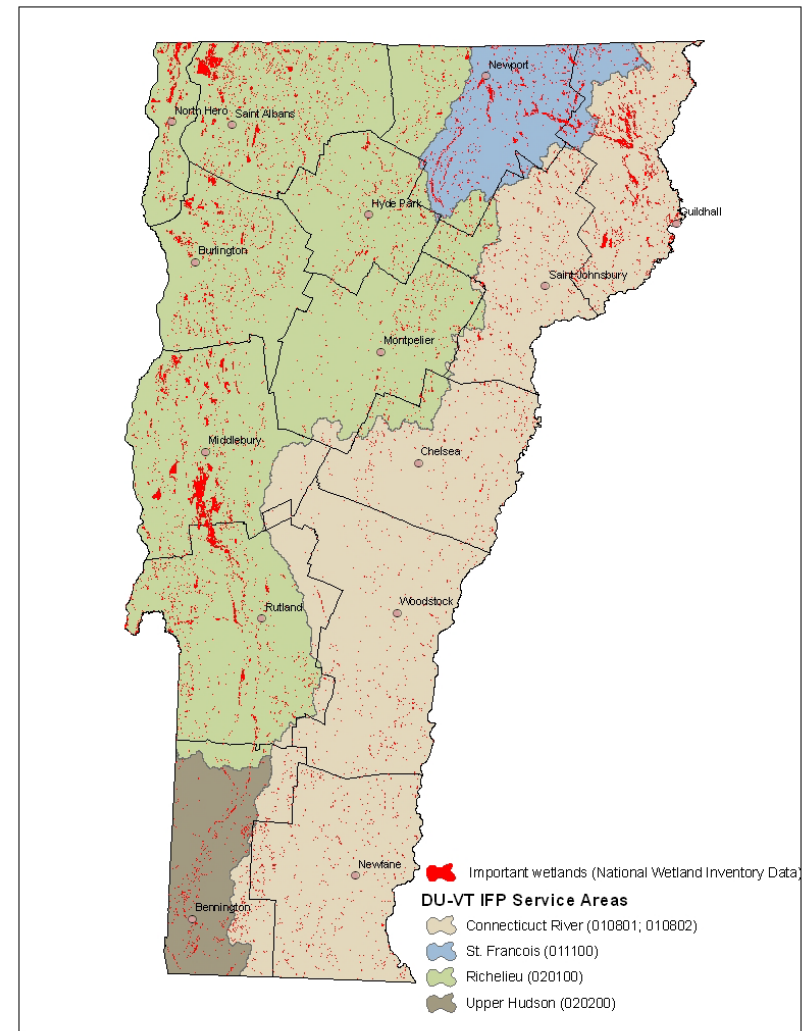 Newport
North Hero
Saint Albans
Hyde Park
Guildhall
Burlington
Saint Johnsbury
Montpelier
Middlebury
Chelsea
Woodstock
Rutland
Newfane
Bennington
Important wetlands (National Wetland Inventory Data)
DU-VT IFP Service Areas
Connecticuct River (010801; 010802)
St. Francois (011100)
Richelieu (020100)
Upper Hudson (020200)